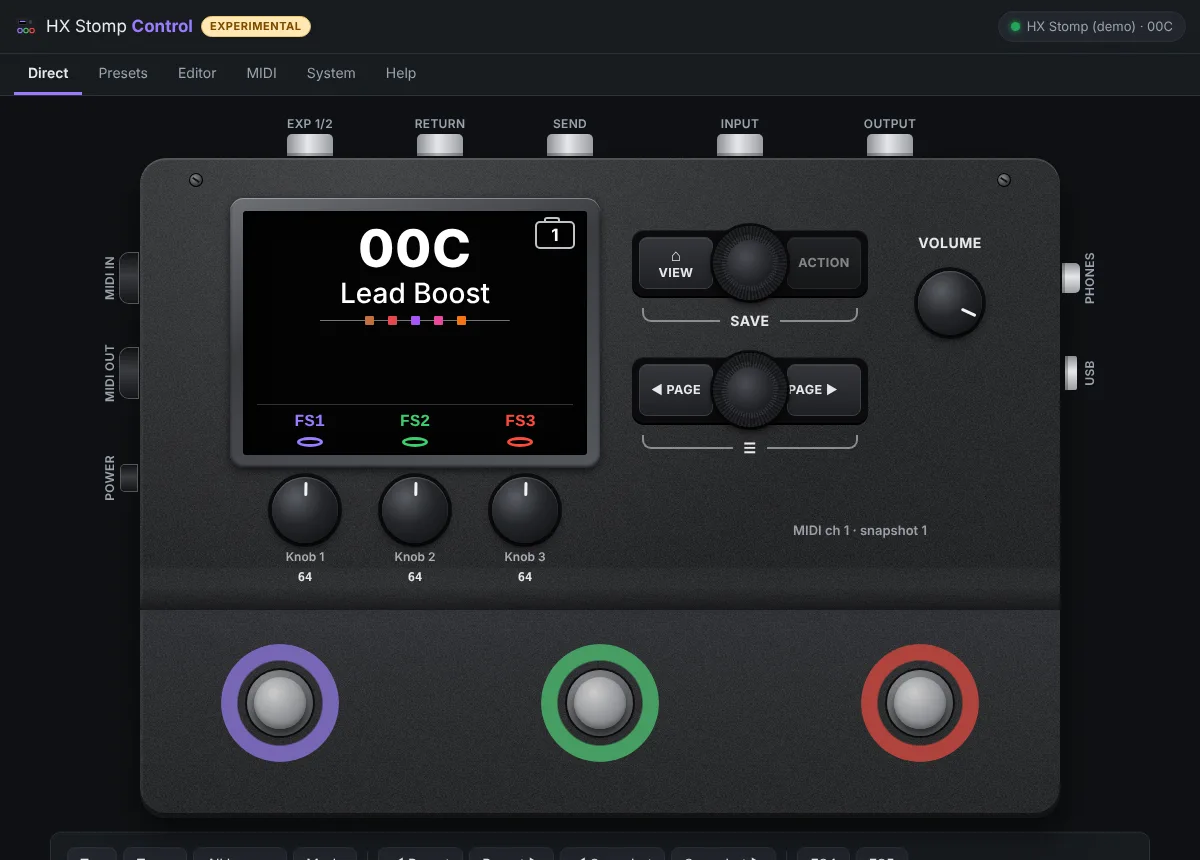 HX Stomp Control EXPERIMENTAL
HX Stomp (demo) · 00C
Direct Presets Editor MIDI System Help
EXP 1/2 RETURN SEND INPUT OUTPUT
MIDI IN
MIDI OUT
POWER
00C
1
Lead Boost
FS1 FS2 FS3
VIEW
ACTION
SAVE
PAGE
PAGE
VOLUME
PHONES
USB
Knob 1 Knob 2 Knob 3
64 64 64
MIDI ch 1 · snapshot 1